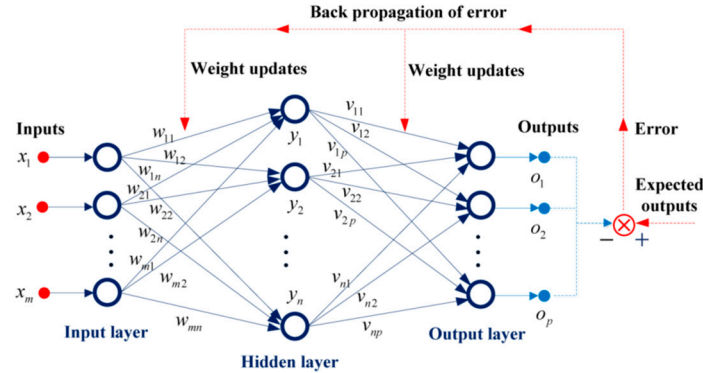 Back propagation of error
Weight updates
Weight updates
Inputs
Outputs
Error
Expected
outputs
x1
x2
xm
w11
w12
w1n
w21
w22
w2n
wm1
wm2
wmn
y1
y2
yn
v11
v12
v1p
v21
v22
v2p
vn1
vn2
vnp
o1
o2
op
− +
Input layer
Hidden layer
Output layer